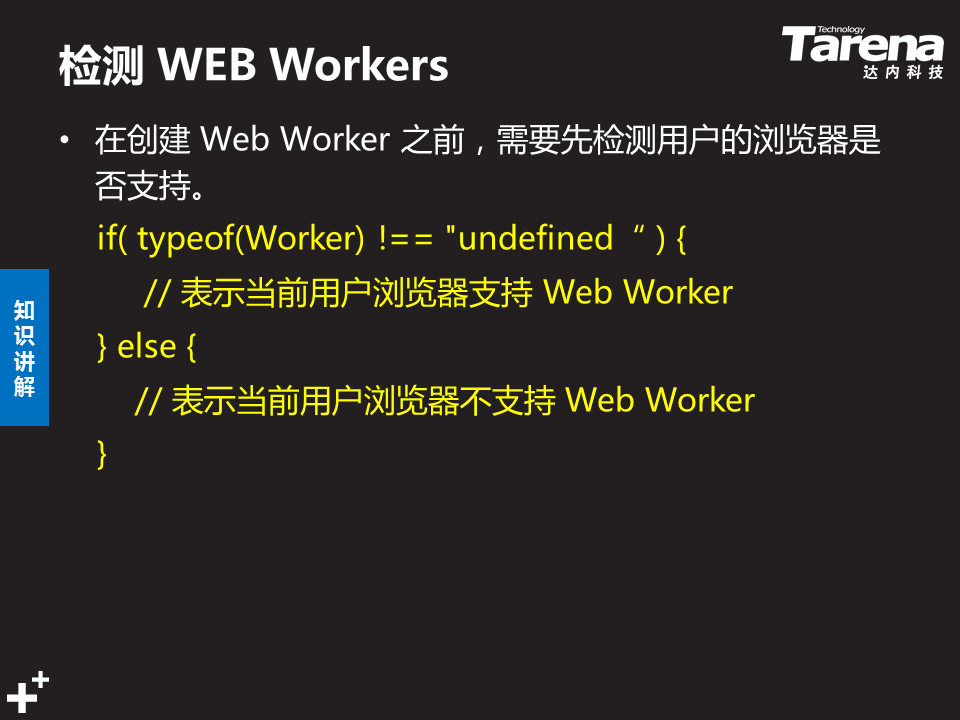 检测 WEB Workers
Technology
Tarena
达内科技
• 在创建 Web Worker 之前，需要先检测用户的浏览器是
否支持。
if( typeof(Worker) !== "undefined“ ) {
// 表示当前用户浏览器支持 Web Worker
} else {
// 表示当前用户浏览器不支持 Web Worker
}
知
识
讲
解